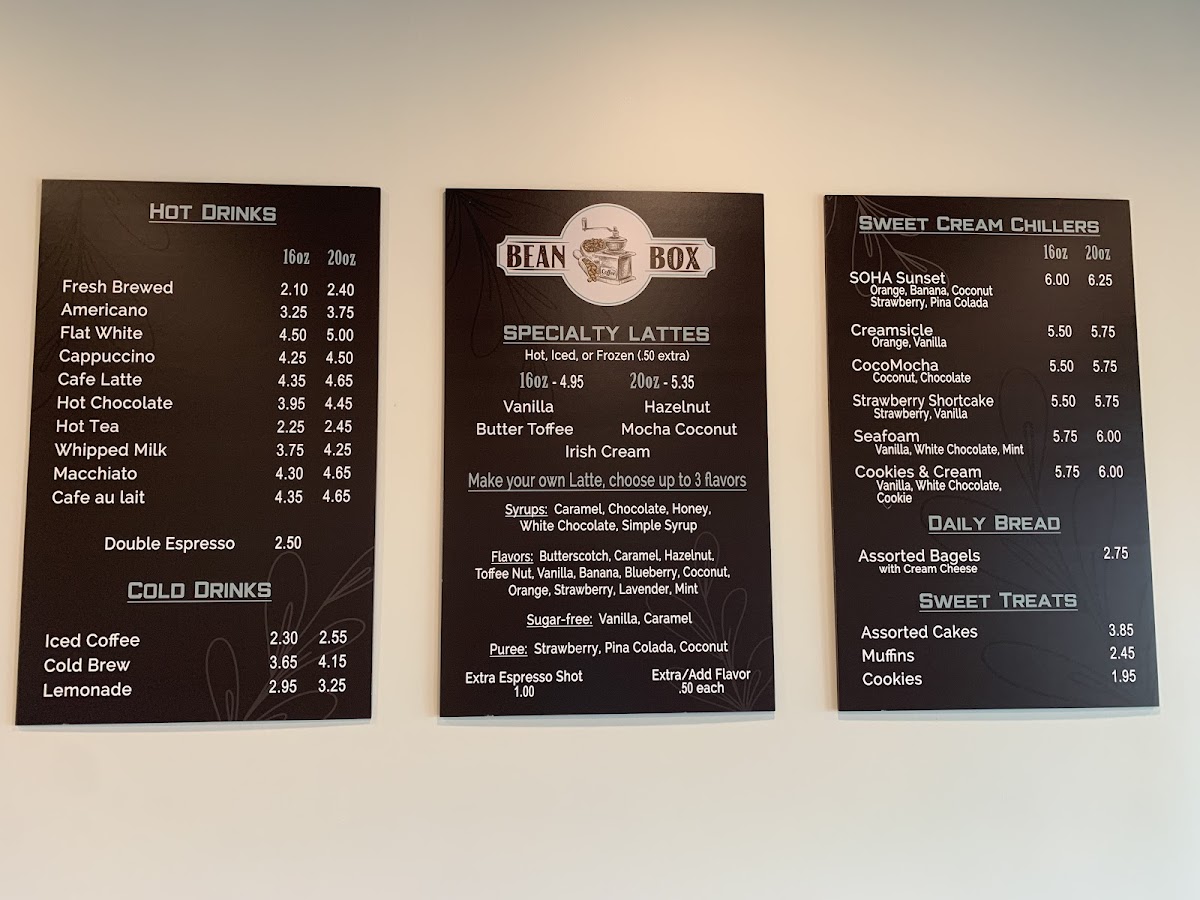 HOT DRINKS
16oz 20oz
Fresh Brewed 2.10 2.40
Americano 3.25 3.75
Flat White 4.50 5.00
Cappuccino 4.25 4.50
Cafe Latte 4.35 4.65
Hot Chocolate 3.95 4.45
Hot Tea 2.25 2.45
Whipped Milk 3.75 4.25
Macchiato 4.30 4.65
Cafe au lait 4.35 4.65
Double Espresso 2.50
COLD DRINKS
Iced Coffee 2.30 2.55
Cold Brew 3.65 4.15
Lemonade 2.95 3.25
BEAN BOX
Coffee
SPECIALTY LATTES
Hot, Iced, or Frozen (.50 extra)
16oz - 4.95 20oz - 5.35
Vanilla Hazelnut
Butter Toffee Mocha Coconut
Irish Cream
Make your own Latte, choose up to 3 flavors
Syrups: Caramel, Chocolate, Honey,
White Chocolate, Simple Syrup
Flavors: Butterscotch, Caramel, Hazelnut,
Toffee Nut, Vanilla, Banana, Blueberry, Coconut,
Orange, Strawberry, Lavender, Mint
Sugar-free: Vanilla, Caramel
Puree: Strawberry, Pina Colada, Coconut
Extra Espresso Shot Extra/Add Flavor
1.00 .50 each
SWEET CREAM CHILLERS
16oz 20oz
SOHA Sunset 6.00 6.25
Orange, Banana, Coconut
Strawberry, Pina Colada
Creamsicle 5.50 5.75
Orange, Vanilla
CocoMocha 5.50 5.75
Coconut, Chocolate
Strawberry Shortcake 5.50 5.75
Strawberry, Vanilla
Seafoam 5.75 6.00
Vanilla, White Chocolate, Mint
Cookies & Cream 5.75 6.00
Vanilla, White Chocolate,
Cookie
DAILY BREAD
Assorted Bagels 2.75
with Cream Cheese
SWEET TREATS
Assorted Cakes 3.85
Muffins 2.45
Cookies 1.95